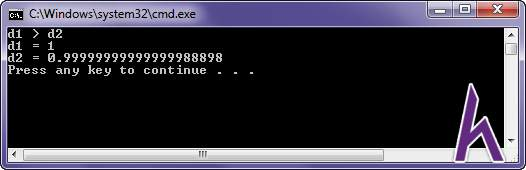 C:\Windows\system32\cmd.exe
d1 > d2
d1 = 1
d2 = 0.99999999999999988898
Press any key to continue . . .